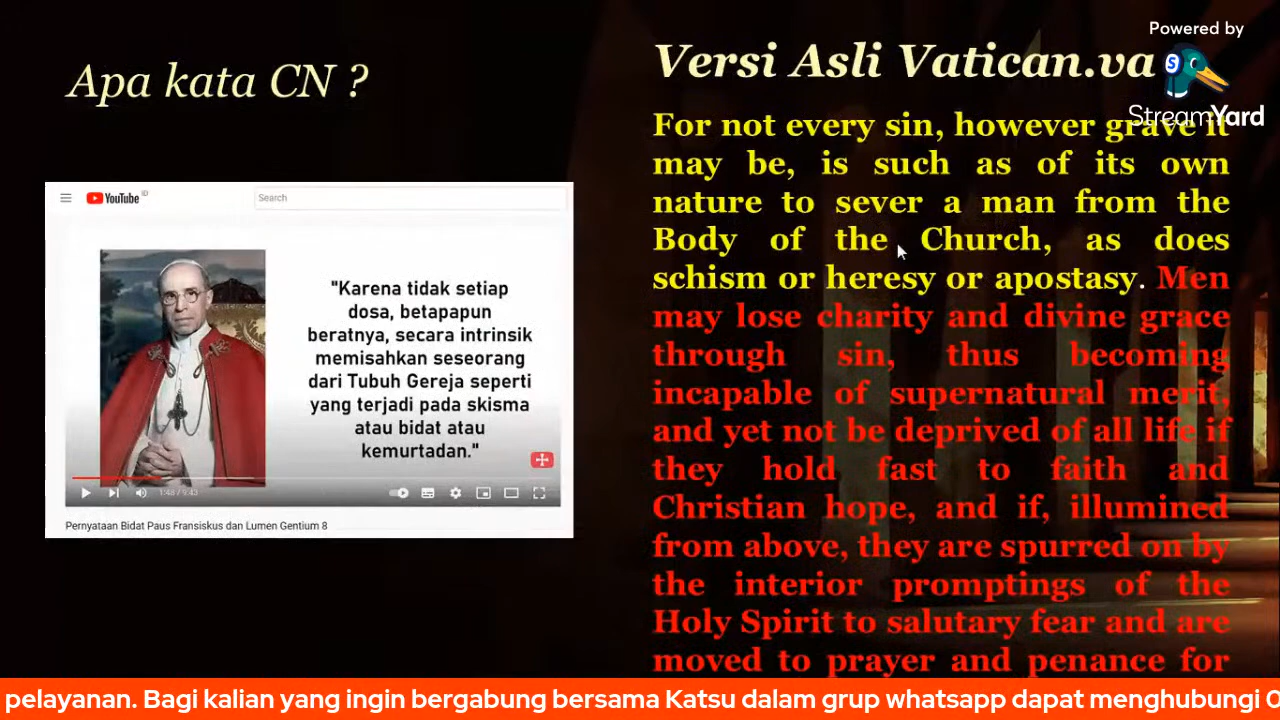 Apa kata CN ?
YouTube ID
Search
"Karena tidak setiap
dosa, betapapun
beratnya, secara intrinsik
memisahkan seseorang
dari Tubuh Gereja seperti
yang terjadi pada skisma
atau bidat atau
kemurtadan."
1:48 / 9:43
Pernyataan Bidat Paus Fransiskus dan Lumen Gentium 8
Versi Asli Vatican.va
Powered by
StreamYard
For not every sin, however grave it
may be, is such as of its own
nature to sever a man from the
Body of the Church, as does
schism or heresy or apostasy. Men
may lose charity and divine grace
through sin, thus becoming
incapable of supernatural merit,
and yet not be deprived of all life if
they hold fast to faith and
Christian hope, and if, illumined
from above, they are spurred on by
the interior promptings of the
Holy Spirit to salutary fear and are
moved to prayer and penance for
pelayanan. Bagi kalian yang ingin bergabung bersama Katsu dalam grup whatsapp dapat menghubungi 0